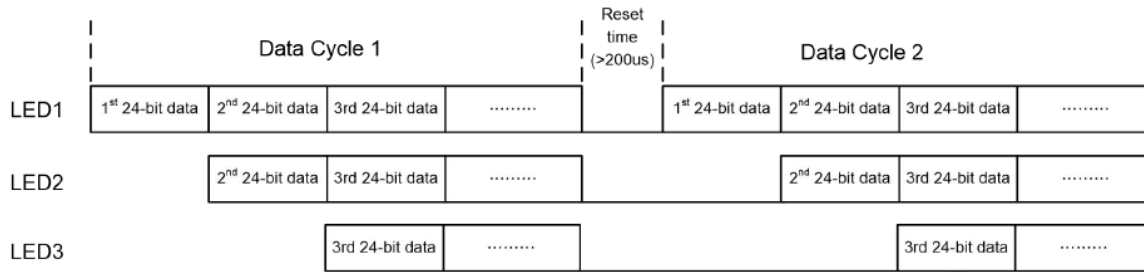 Data Cycle 1
Reset
time
(>200us)
Data Cycle 2
LED1 1st 24-bit data 2nd 24-bit data 3rd 24-bit data ········· 1st 24-bit data 2nd 24-bit data 3rd 24-bit data ·········
LED2 2nd 24-bit data 3rd 24-bit data ········· 2nd 24-bit data 3rd 24-bit data ·········
LED3 3rd 24-bit data ········· 3rd 24-bit data ·········